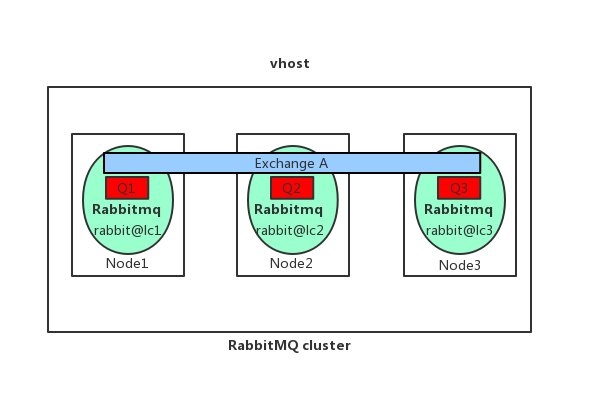 vhost
Exchange A
Q1
Q2
Q3
Rabbitmq
Rabbitmq
Rabbitmq
rabbit@lc1
rabbit@lc2
rabbit@lc3
Node1
Node2
Node3
RabbitMQ cluster